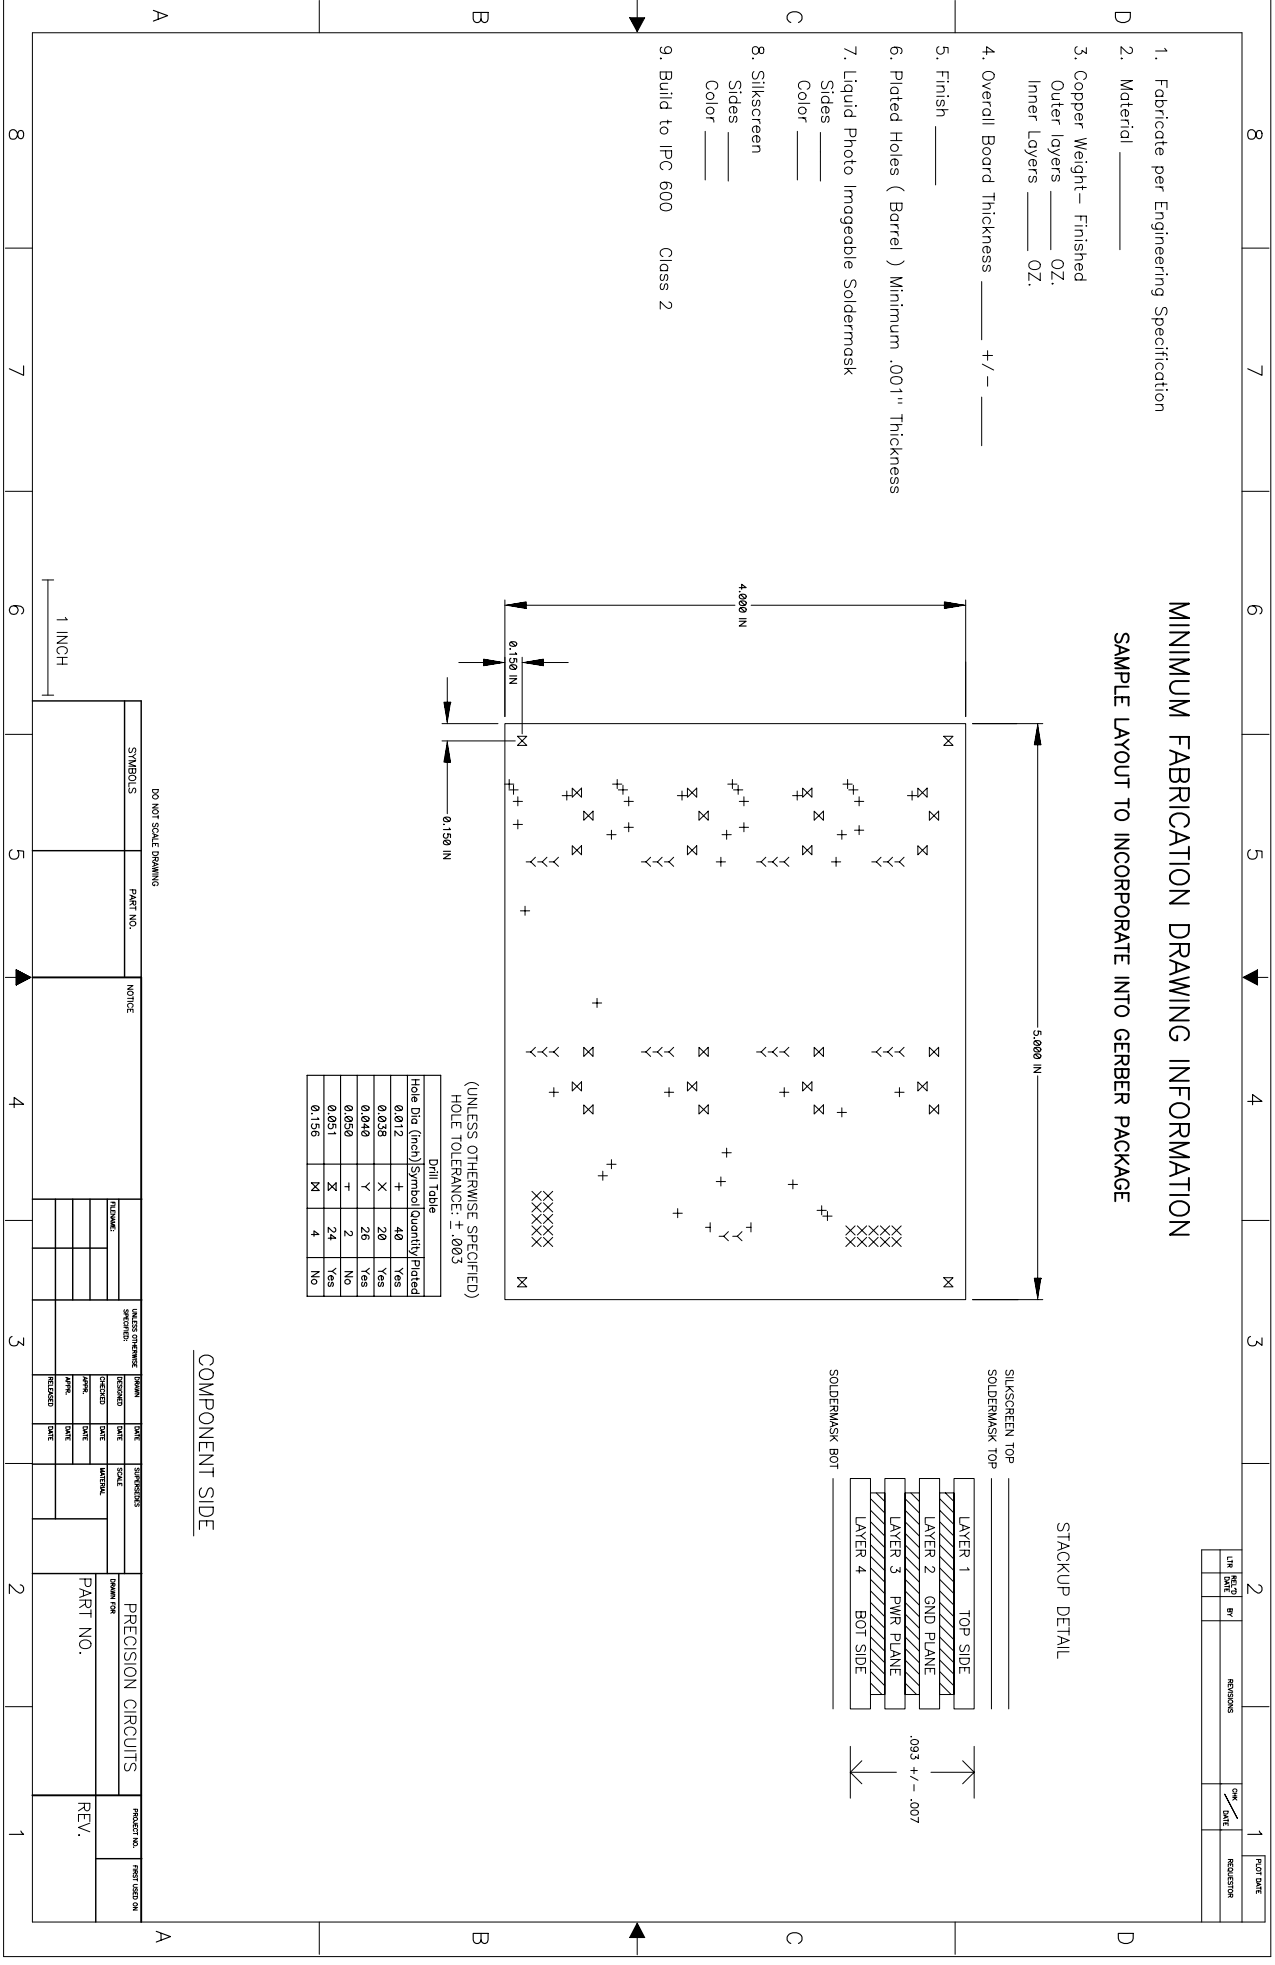 MINIMUM FABRICATION DRAWING INFORMATION
SAMPLE LAYOUT TO INCORPORATE INTO GERBER PACKAGE
8 7 6 5 4 3 2 1
D
C
B
A
PLOT DATE
LTR
REL'D DATE
BY
REVISIONS
CHK DATE
REQUESTOR
1. Fabricate per Engineering Specification
2. Material
3. Copper Weight- Finished
Outer layers OZ.
Inner Layers OZ.
4. Overall Board Thickness +/-
5. Finish
6. Plated Holes ( Barrel ) Minimum .001" Thickness
7. Liquid Photo Imageable Soldermask
Sides
Color
8. Silkscreen
Sides
Color
9. Build to IPC 600 Class 2
5.000 IN
4.000 IN
0.150 IN
0.150 IN
STACKUP DETAIL
SILKSCREEN TOP
SOLDERMASK TOP
LAYER 1 TOP SIDE
LAYER 2 GND PLANE
LAYER 3 PWR PLANE
LAYER 4 BOT SIDE
SOLDERMASK BOT
.093 +/- .007
(UNLESS OTHERWISE SPECIFIED)
HOLE TOLERANCE: ±.003
Drill Table
Hole Dia (inch) Symbol Quantity Plated
0.012 + 40 Yes
0.038 X 20 Yes
0.040 Y 26 Yes
0.050 T 2 No
0.051 24 Yes
0.156 4 No
COMPONENT SIDE
1 INCH
DO NOT SCALE DRAWING
SYMBOLS
PART NO.
NOTICE
FILENAME:
UNLESS OTHERWISE SPECIFIED:
DRAWN DATE
DESIGNED DATE
CHECKED DATE
APPR. DATE
APPR. DATE
RELEASED DATE
SUPERSEDES
SCALE
MATERIAL
PRECISION CIRCUITS
DRAWN FOR
PART NO.
PROJECT NO.
FIRST USED ON
REV.
8 7 6 5 4 3 2 1
D
C
B
A